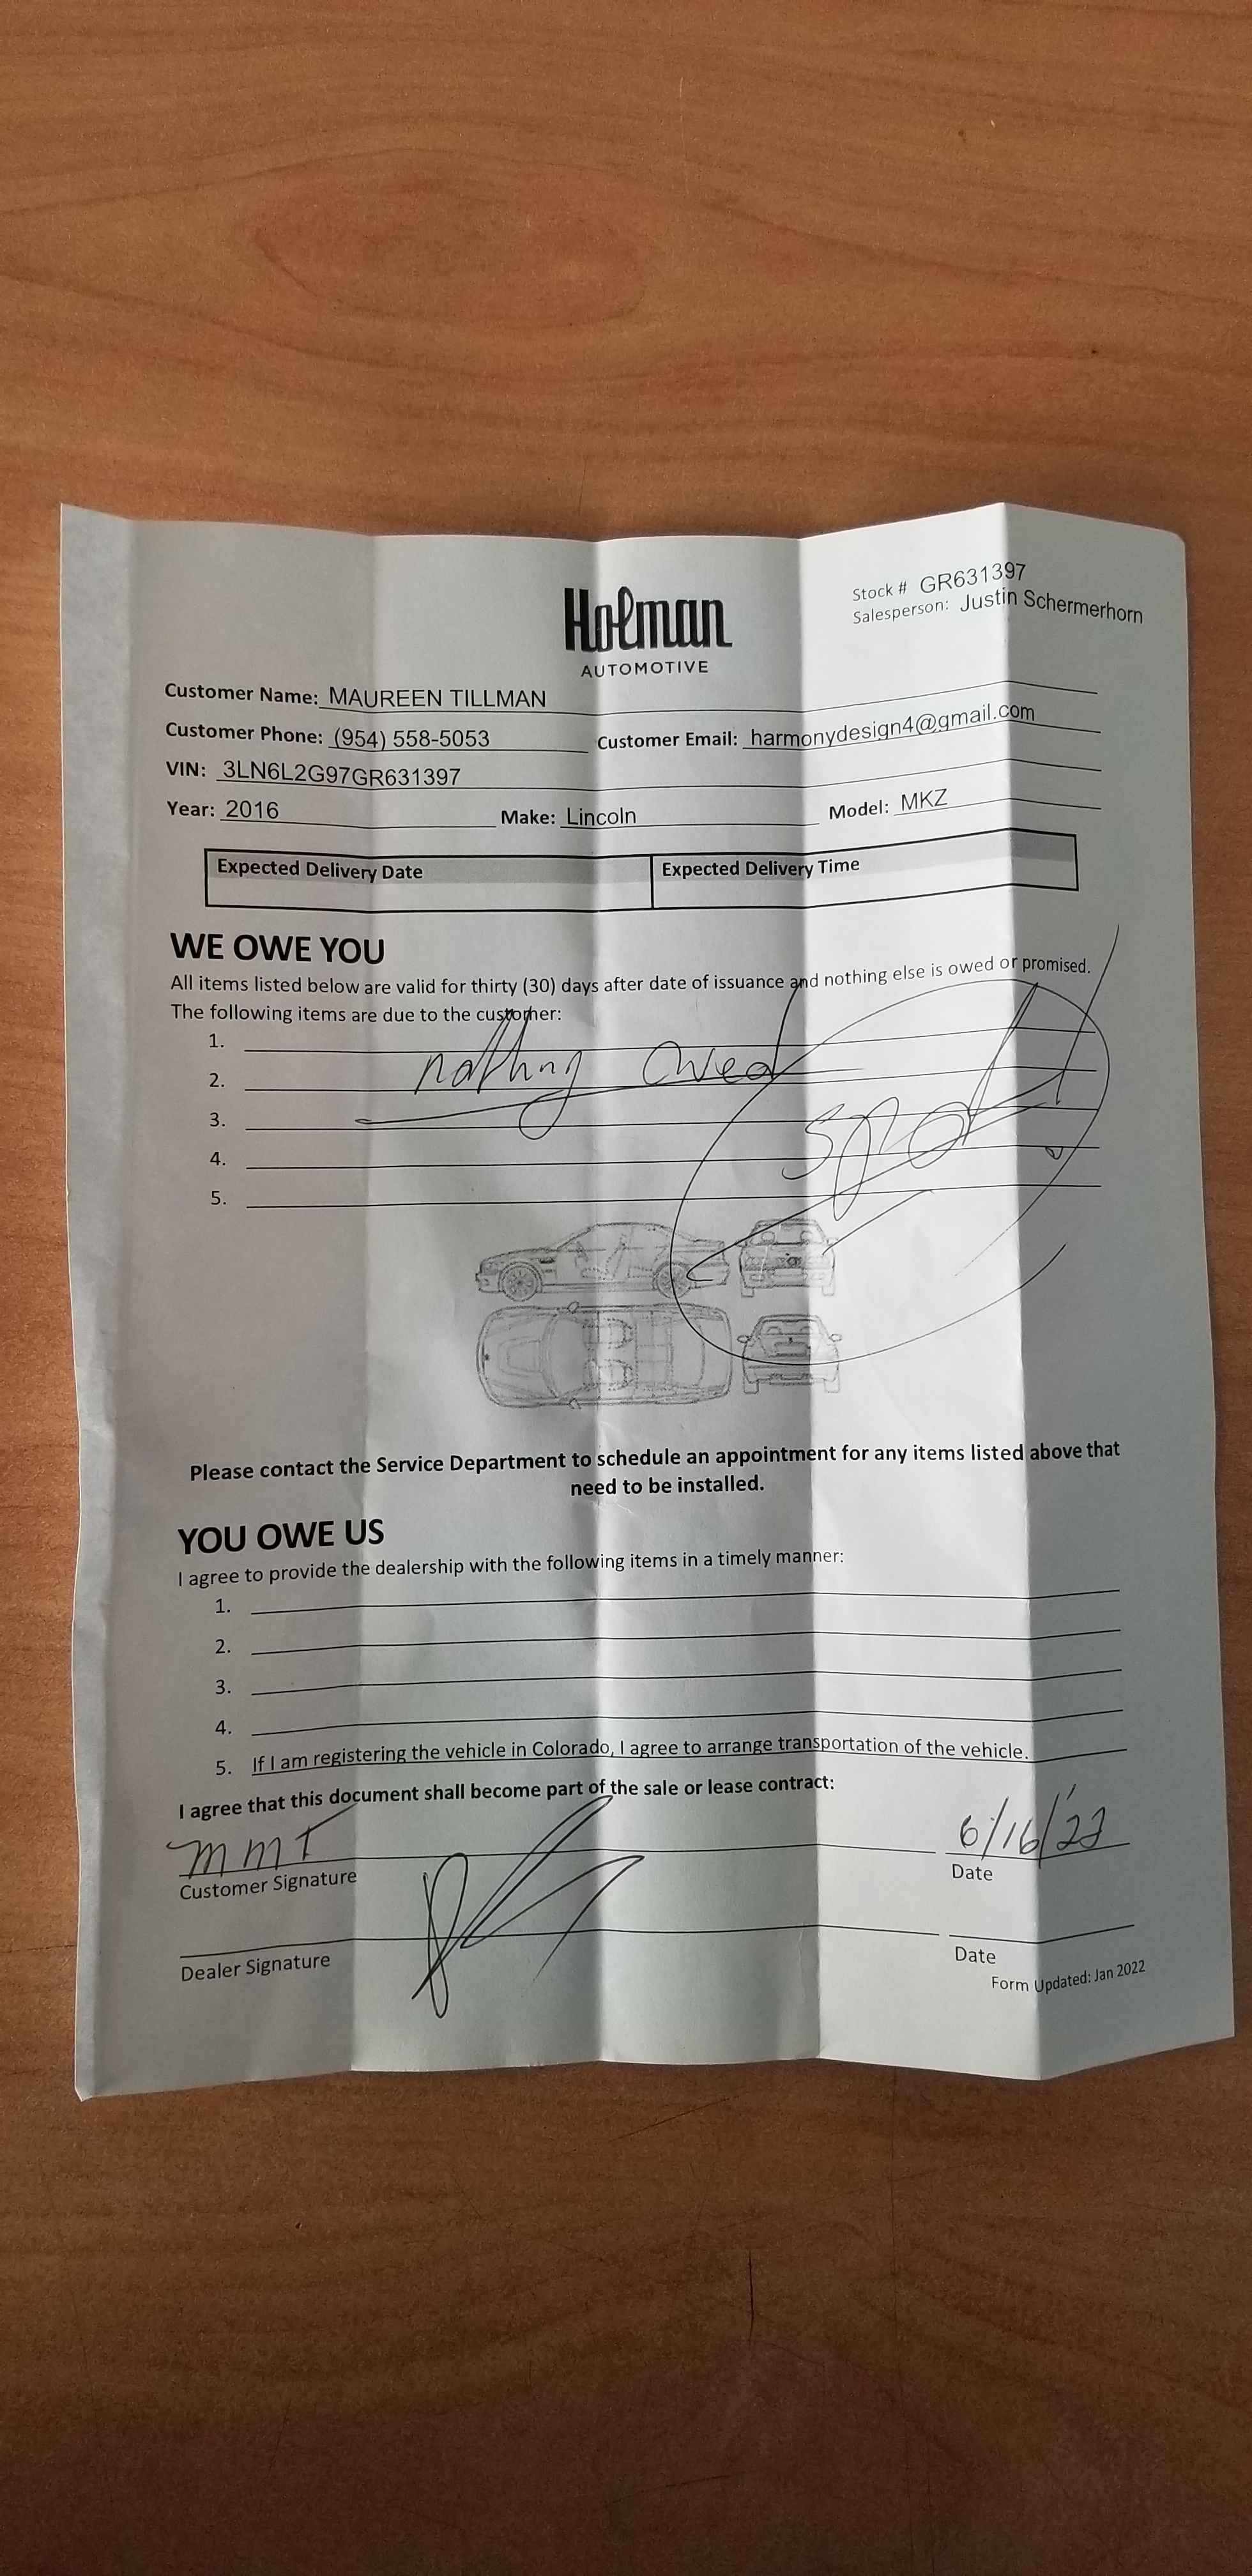 Stock # GR631397
Salesperson: Justin Schermerhorn
Holman
AUTOMOTIVE
Customer Name: MAUREEN TILLMAN
Customer Phone: (954) 558-5053 Customer Email: harmonydesign4@gmail.com
VIN: 3LN6L2G97GR631397
Year: 2016 Make: Lincoln Model: MKZ
Expected Delivery Date Expected Delivery Time
WE OWE YOU
All items listed below are valid for thirty (30) days after date of issuance and nothing else is owed or promised.
The following items are due to the customer:
1.
2. nothing owed
3.
4.
5.
Please contact the Service Department to schedule an appointment for any items listed above that
need to be installed.
YOU OWE US
I agree to provide the dealership with the following items in a timely manner:
1.
2.
3.
4.
5. If I am registering the vehicle in Colorado, I agree to arrange transportation of the vehicle.
I agree that this document shall become part of the sale or lease contract:
MMT 6/16/23
Customer Signature Date
Dealer Signature Date
Form Updated: Jan 2022